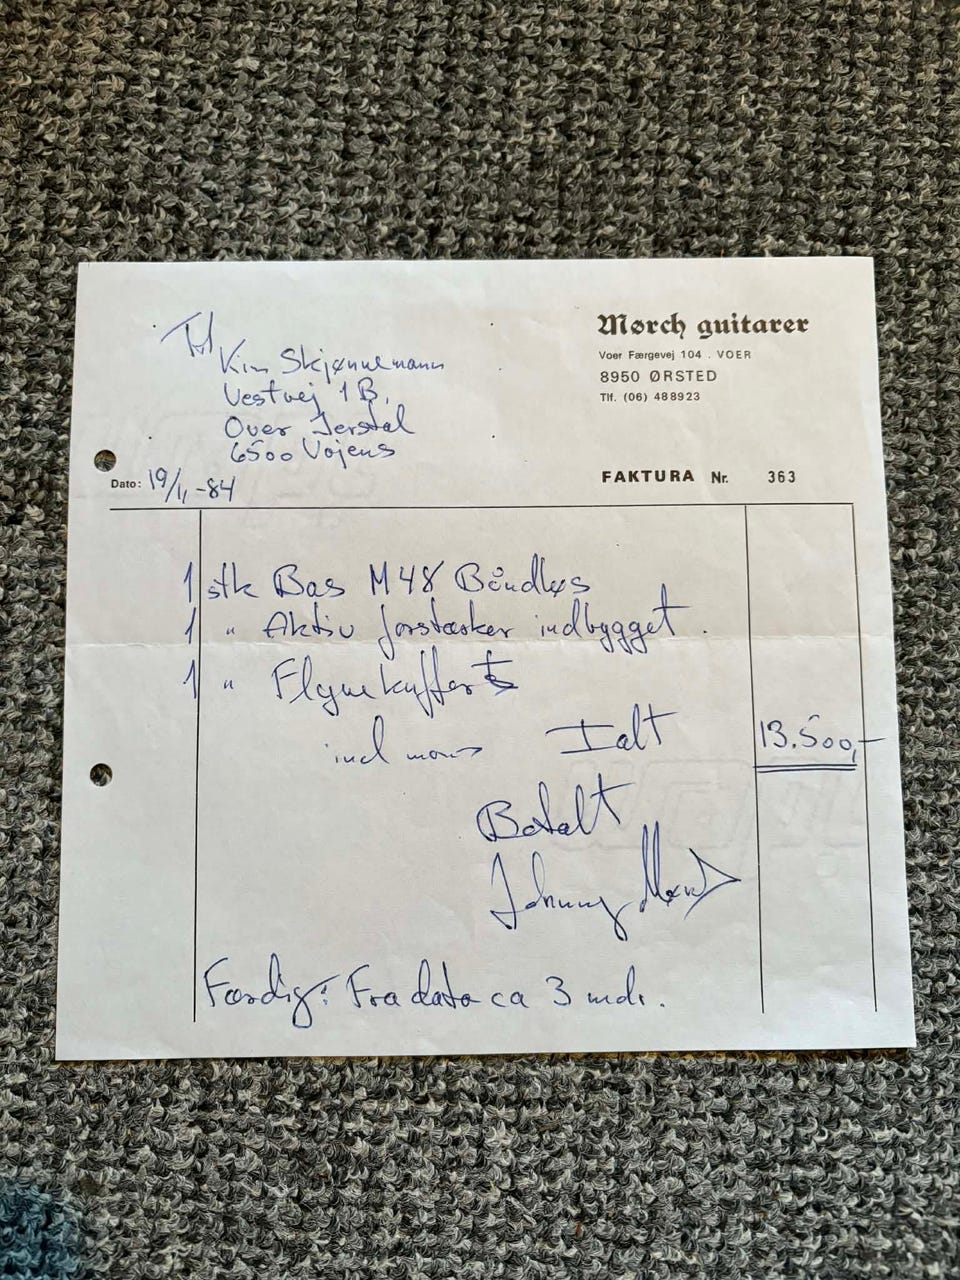 Til
Kim Skjønnemann
Vestvej 1B.
Over Jerstal
6500 Vojens
Mørch guitarer
Voer Færgevej 104 . VOER
8950 ØRSTED
Tlf. (06) 488923
Dato: 19/1,-84
FAKTURA Nr. 363
1 stk Bas M48 Båndløs
1 " Aktiv forstærker indbygget.
1 " Flyvekuffert
incl moms Ialt 13.500,-
Betalt
Johnny Mørch
Færdig: Fra dato ca 3 mdr.